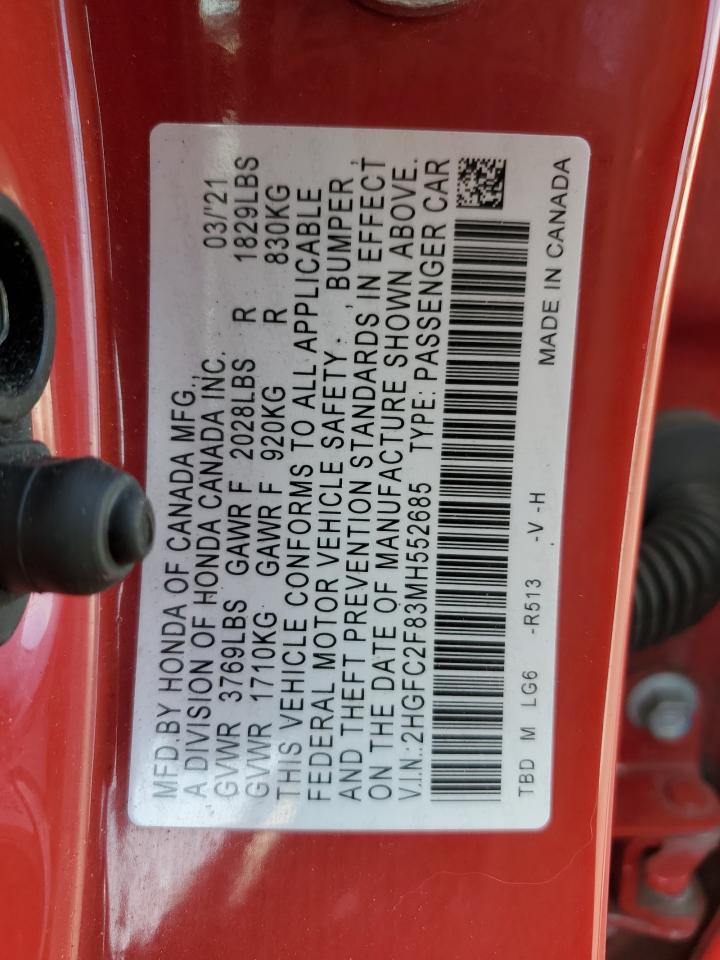 MFD.BY HONDA OF CANADA MFG.,
A DIVISION OF HONDA CANADA INC. 03/'21
GVWR 3769LBS GAWR F 2028LBS R 1829LBS
GVWR 1710KG GAWR F 920KG R 830KG
THIS VEHICLE CONFORMS TO ALL APPLICABLE
FEDERAL MOTOR VEHICLE SAFETY, BUMPER,
AND THEFT PREVENTION STANDARDS IN EFFECT
ON THE DATE OF MANUFACTURE SHOWN ABOVE.
V.I.N.:2HGFC2F83MH552685 TYPE: PASSENGER CAR
TBD M LG6 -R513 -V -H MADE IN CANADA